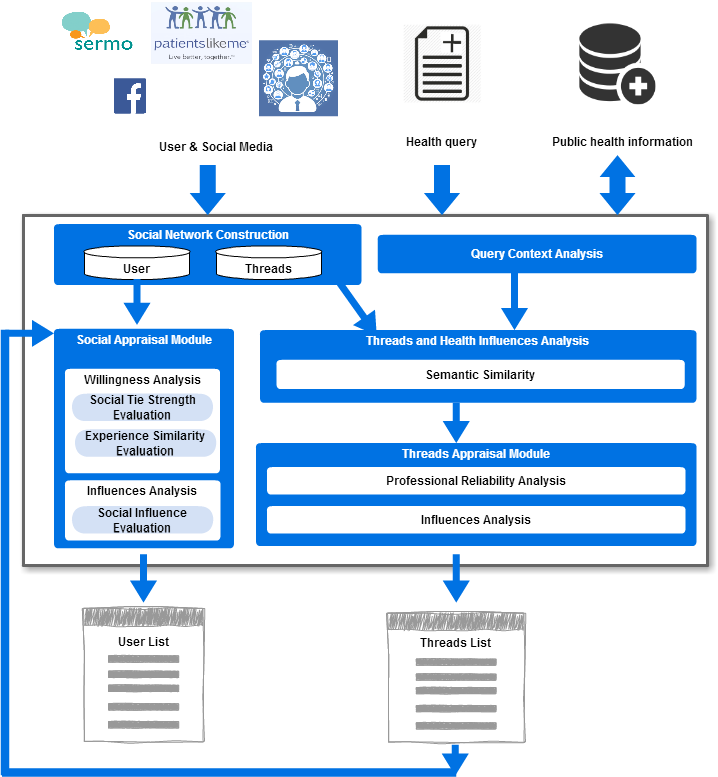 sermo
patientslikeme®
Live better, together.™
User & Social Media
Health query
Public health information
Social Network Construction
User
Threads
Query Context Analysis
Social Appraisal Module
Willingness Analysis
Social Tie Strength
Evaluation
Experience Similarity
Evaluation
Influences Analysis
Social Influence
Evaluation
Threads and Health Influences Analysis
Semantic Similarity
Threads Appraisal Module
Professional Reliability Analysis
Influences Analysis
User List
Threads List